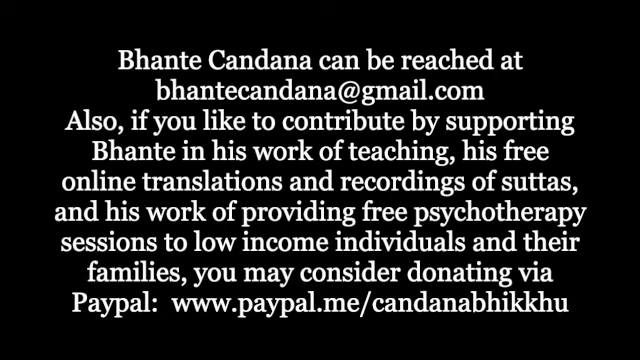 Bhante Candana can be reached at
bhantecandana@gmail.com
Also, if you like to contribute by supporting
Bhante in his work of teaching, his free
online translations and recordings of suttas,
and his work of providing free psychotherapy
sessions to low income individuals and their
families, you may consider donating via
Paypal:  www.paypal.me/candanabhikkhu